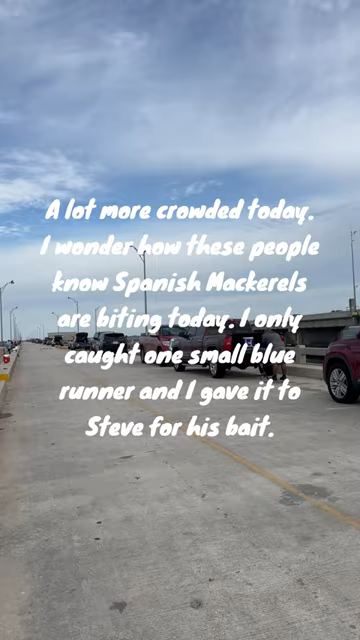 A lot more crowded today.
I wonder how these people
know Spanish Mackerels
are biting today. I only
caught one small blue
runner and I gave it to
Steve for his bait.